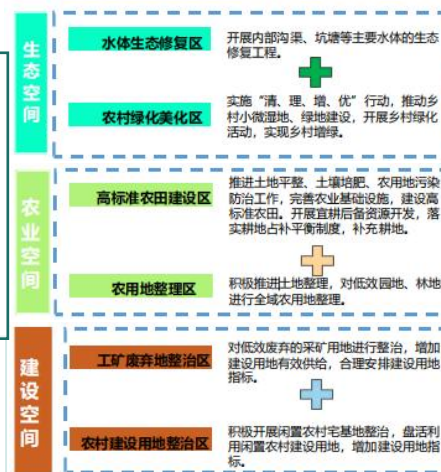 生态空间
水体生态修复区
开展内部沟渠、坑塘等主要水体的生态
修复工程。
农村绿化美化区
实施“清、理、增、优”行动，推动乡
村小微湿地、绿地建设，开展乡村绿化
活动，实现乡村增绿。
农业空间
高标准农田建设区
推进土地平整、土壤培肥、农用地污染
防治工作，完善农业基础设施，建设高
标准农田。开展宜耕后备资源开发，落
实耕地占补平衡制度，补充耕地。
农用地整理区
积极推进土地整理，对低效园地、林地
进行全域农用地整理。
建设空间
工矿废弃地整治区
对低效废弃的采矿用地进行整治，增加
建设用地有效供给，合理安排建设用地
指标。
农村建设用地整治区
积极开展闲置农村宅基地整治，盘活利
用闲置农村建设用地，增加建设用地指
标。